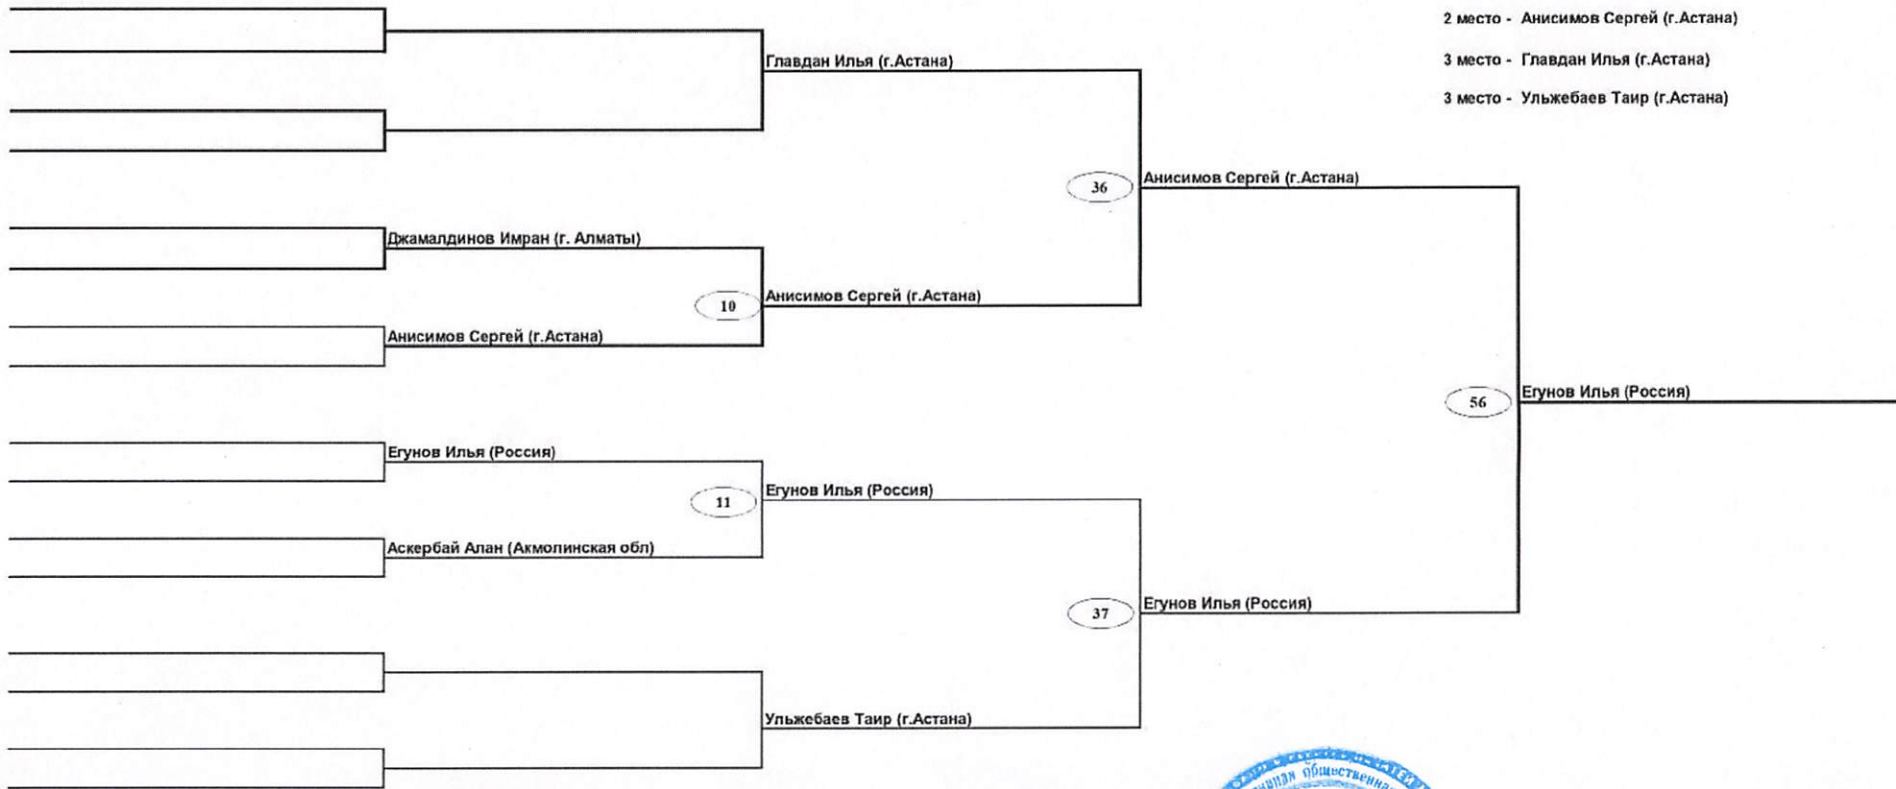 2 место - Анисимов Сергей (г.Астана)
Главдан Илья (г.Астана)
3 место - Главдан Илья (г.Астана)
3 место - Ульжебаев Таир (г.Астана)
36
Анисимов Сергей (г.Астана)
Джамалдинов Имран (г. Алматы)
10
Анисимов Сергей (г.Астана)
Анисимов Сергей (г.Астана)
56
Егунов Илья (Россия)
Егунов Илья (Россия)
11
Егунов Илья (Россия)
Аскербай Алан (Акмолинская обл)
37
Егунов Илья (Россия)
Ульжебаев Таир (г.Астана)